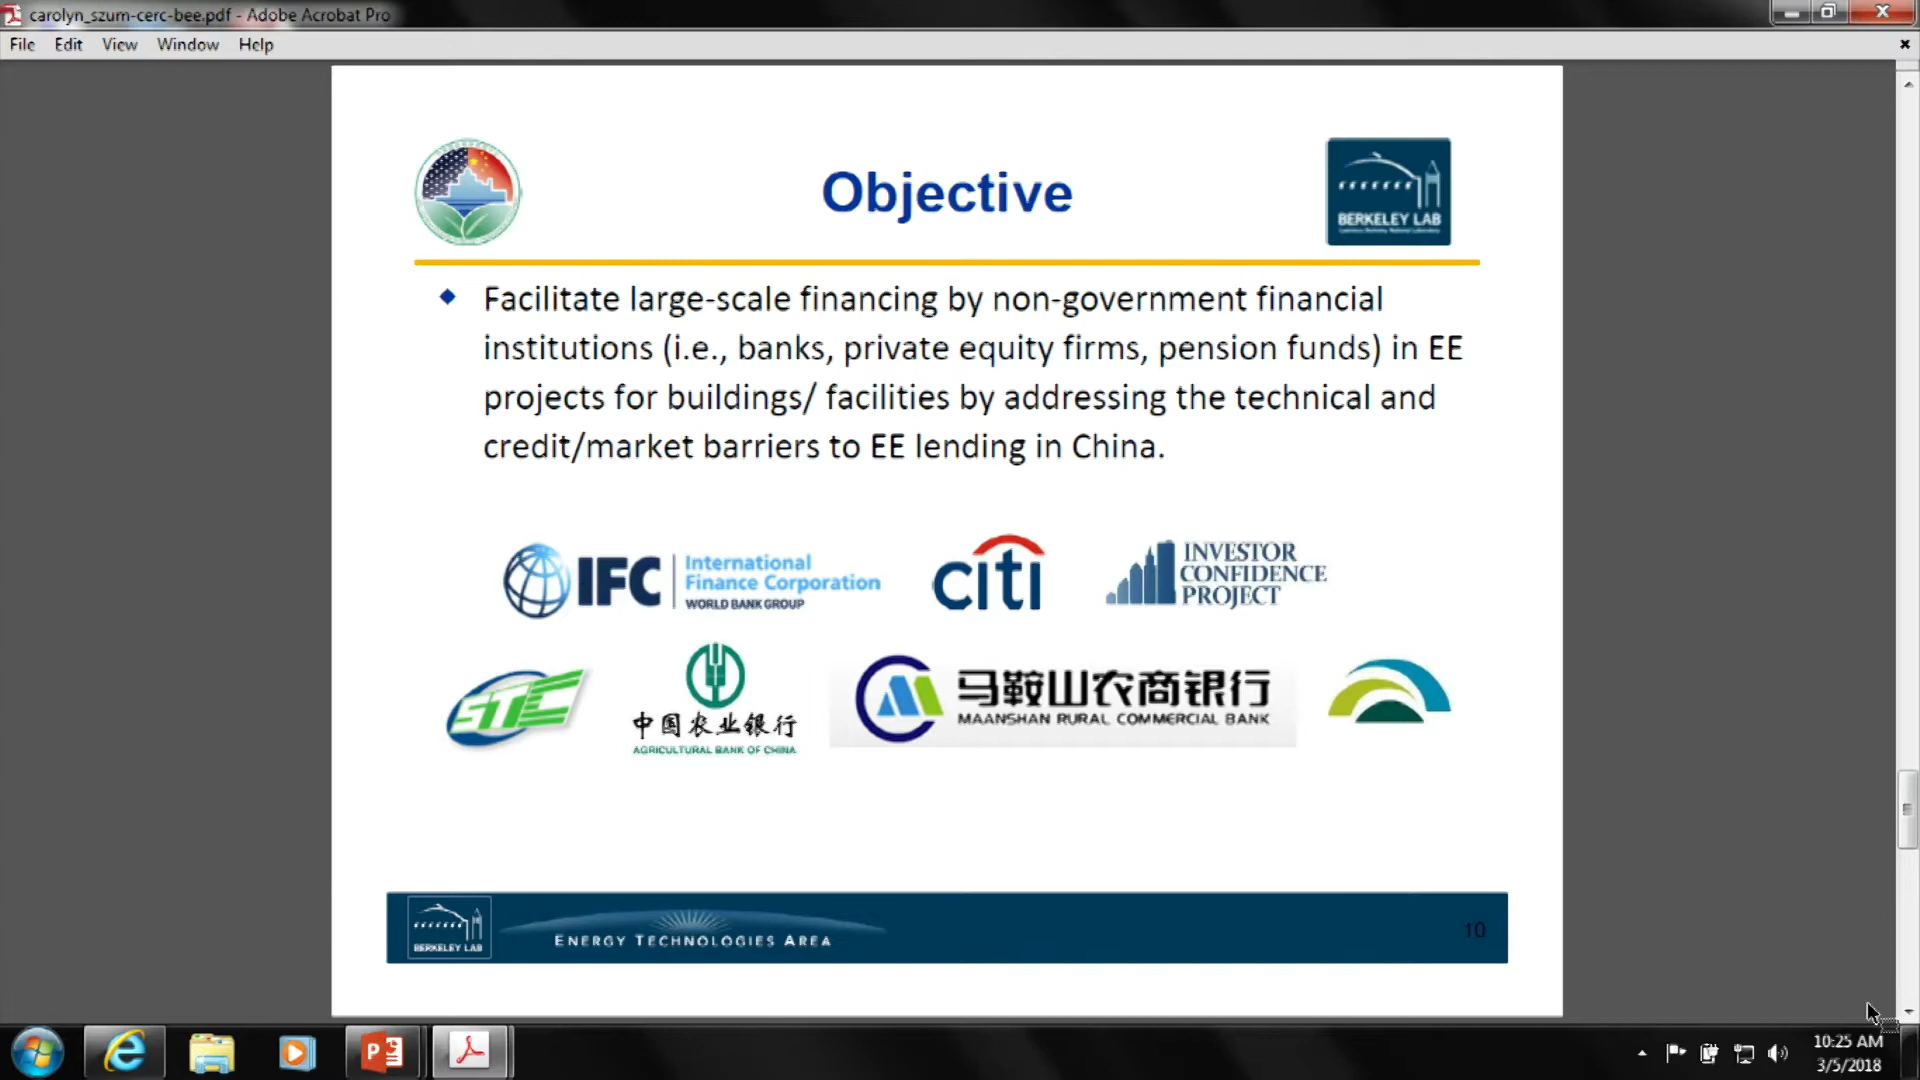 carolyn_szum-cerc-bee.pdf - Adobe Acrobat Pro
File Edit View Window Help
Objective
BERKELEY LAB
Facilitate large-scale financing by non-government financial
institutions (i.e., banks, private equity firms, pension funds) in EE
projects for buildings/ facilities by addressing the technical and
credit/market barriers to EE lending in China.
IFC
International
Finance Corporation
WORLD BANK GROUP
citi
INVESTOR
CONFIDENCE
PROJECT
STC
中国农业银行
AGRICULTURAL BANK OF CHINA
马鞍山农商银行
MAANSHAN RURAL COMMERCIAL BANK
BERKELEY LAB
ENERGY TECHNOLOGIES AREA
10
10:25 AM
3/5/2018